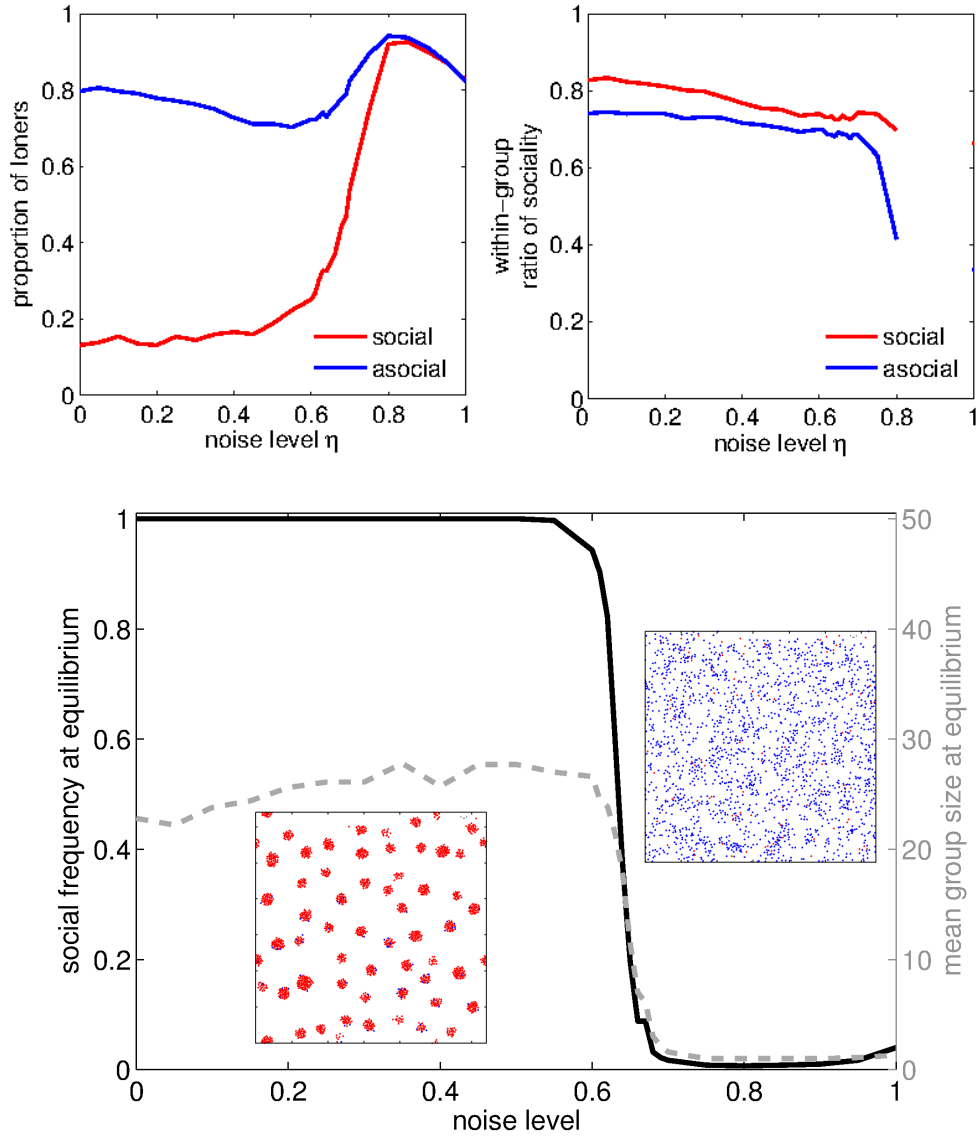 1
0.8
0.6
0.4
0.2
0
proportion of loners
social
asocial
0 0.2 0.4 0.6 0.8 1
noise level η
1
0.8
0.6
0.4
0.2
0
within-group
ratio of sociality
social
asocial
0 0.2 0.4 0.6 0.8 1
noise level η
1
0.8
0.6
0.4
0.2
0
social frequency at equilibrium
50
40
30
20
10
0
mean group size at equilibrium
0 0.2 0.4 0.6 0.8 1
noise level